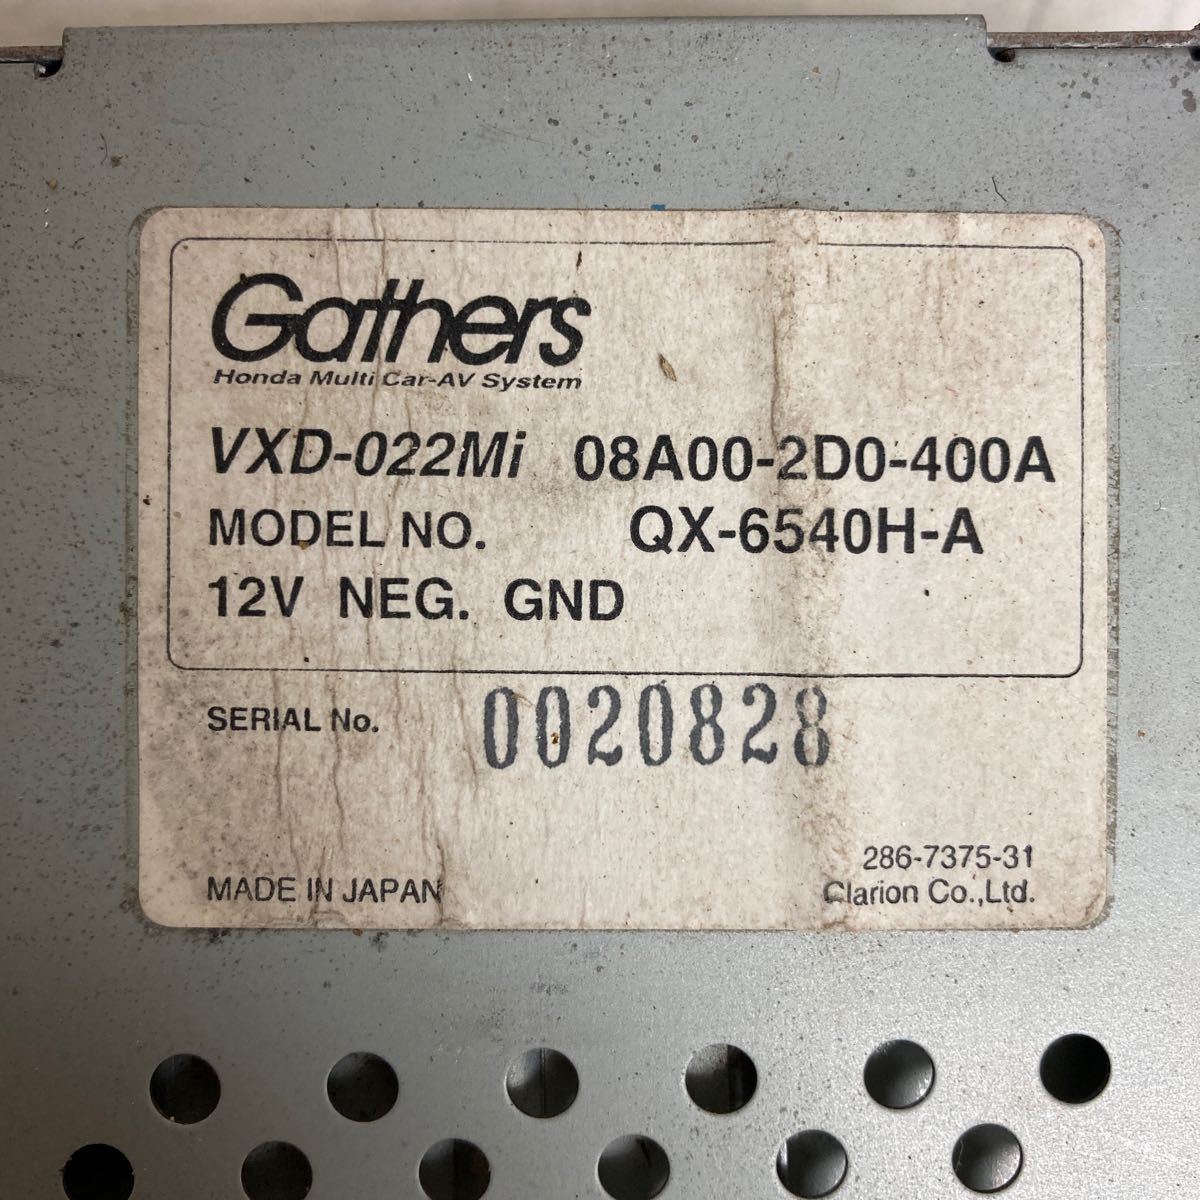 Gathers
Honda Multi Car-AV System
VXD-022Mi 08A00-2D0-400A
MODEL NO. QX-6540H-A
12V NEG. GND
SERIAL No. 0020828
286-7375-31
MADE IN JAPAN Clarion Co.,Ltd.